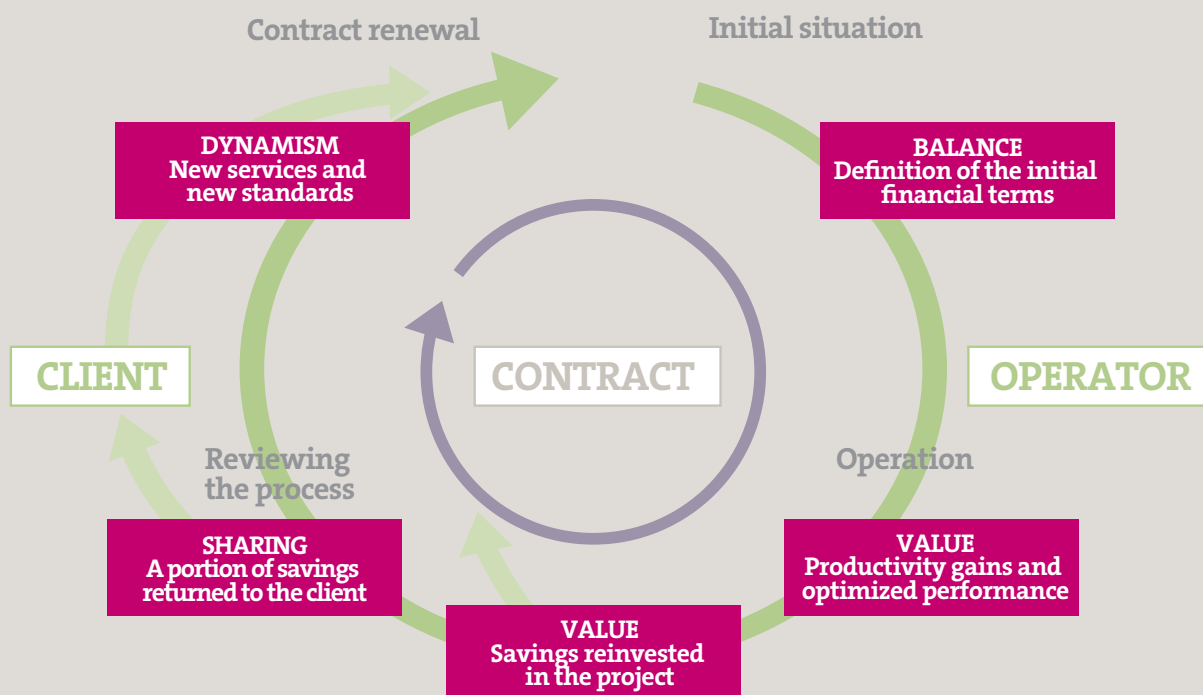 Contract renewal
Initial situation
DYNAMISM
New services and
new standards
BALANCE
Definition of the initial
financial terms
CLIENT
CONTRACT
OPERATOR
Reviewing
the process
Operation
SHARING
A portion of savings
returned to the client
VALUE
Productivity gains and
optimized performance
VALUE
Savings reinvested
in the project